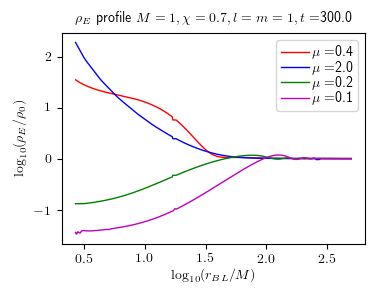 ρ_E profile M = 1, χ = 0.7, l = m = 1, t =300.0
log₁₀(ρ_E/ρ₀)
2
1
0
−1
μ =0.4
μ =2.0
μ =0.2
μ =0.1
0.5 1.0 1.5 2.0 2.5
log₁₀(r_BL/M)